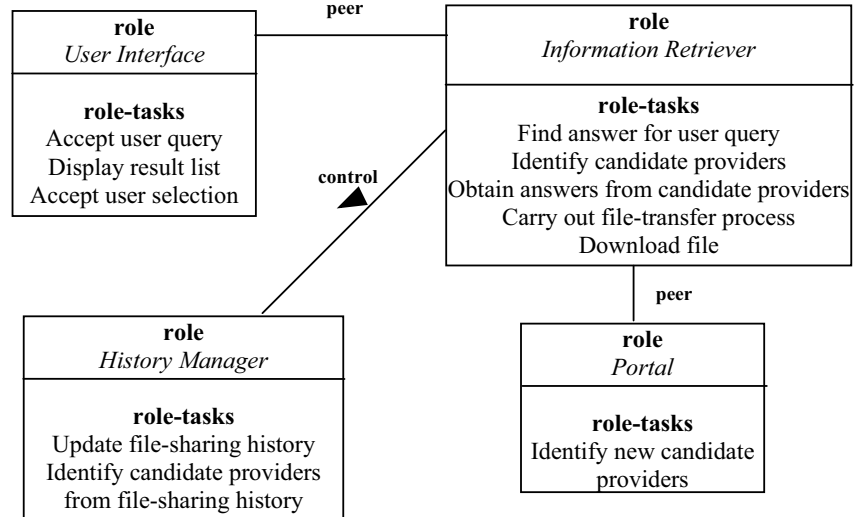 peer
role
User Interface
role-tasks
Accept user query
Display result list
Accept user selection
role
Information Retriever
role-tasks
Find answer for user query
Identify candidate providers
Obtain answers from candidate providers
Carry out file-transfer process
Download file
control
peer
role
History Manager
role-tasks
Update file-sharing history
Identify candidate providers
from file-sharing history
role
Portal
role-tasks
Identify new candidate
providers